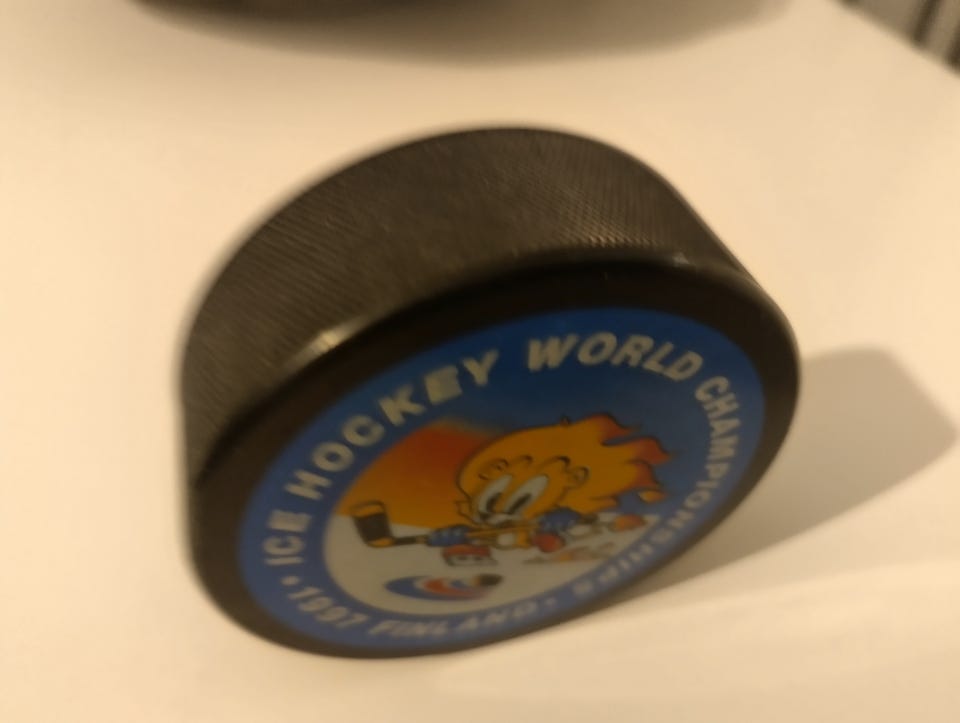 ICE HOCKEY WORLD CHAMPIONSHIPS
• 1997 FINLAND •